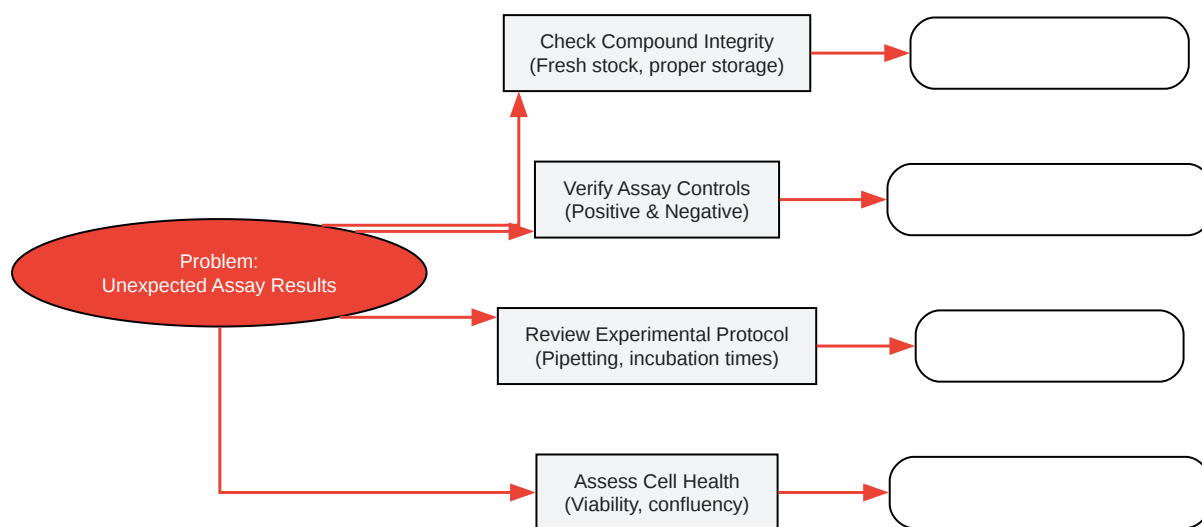 Check Compound Integrity
(Fresh stock, proper storage)
Verify Assay Controls
(Positive & Negative)
Problem:
Unexpected Assay Results
Review Experimental Protocol
(Pipetting, incubation times)
Assess Cell Health
(Viability, confluency)